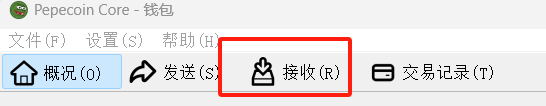 Pepecoin Core - 钱包
文件(F) 设置(S) 帮助(H)
概况(O) 发送(S) 接收(R) 交易记录(T)